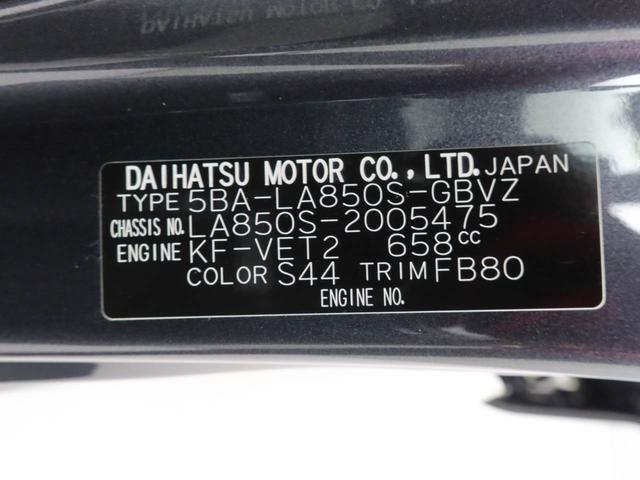 DAIHATSU MOTOR CO.,LTD. JAPAN
TYPE 5BA-LA850S-GBVZ
CHASSIS NO. LA850S-2005475
ENGINE KF-VET2 658cc
COLOR S44 TRIM FB80
ENGINE NO.